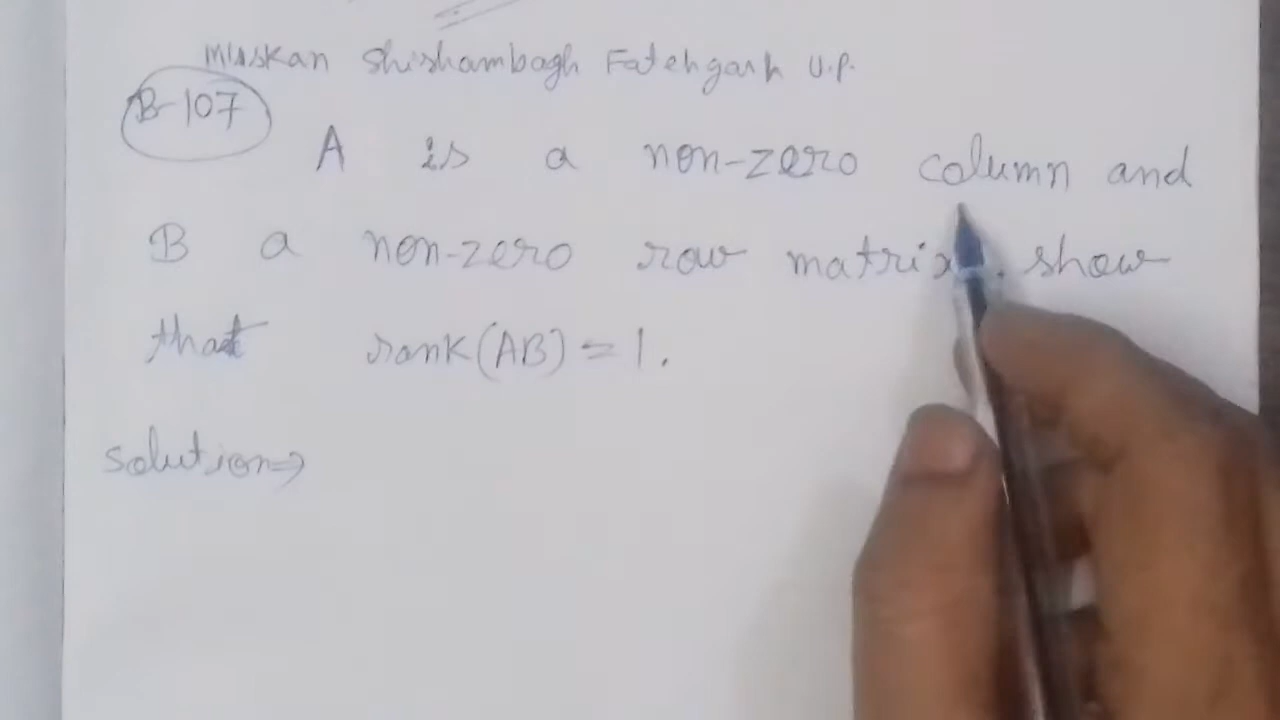 Muskan Shishambagh Fatehgarh U.P.
B-107
A is a non-zero column and
B a non-zero row matrix. show
that rank(AB) = 1.
solution⇒